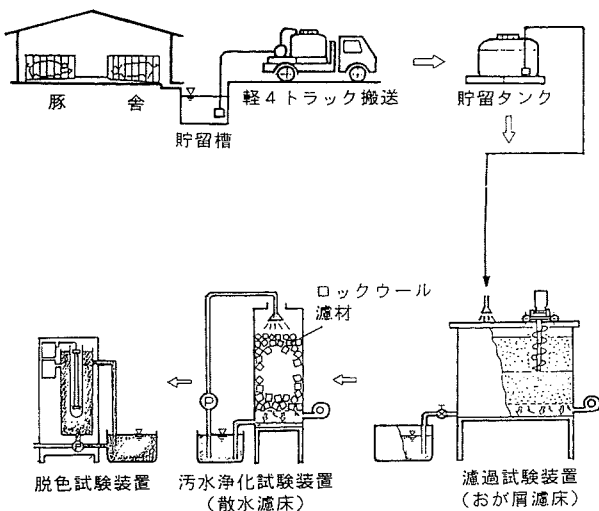 豚舎
貯留槽
軽4トラック搬送
貯留タンク
ロックウール
濾材
脱色試験装置
汚水浄化試験装置
(散水濾床)
濾過試験装置
(おが屑濾床)
P
P